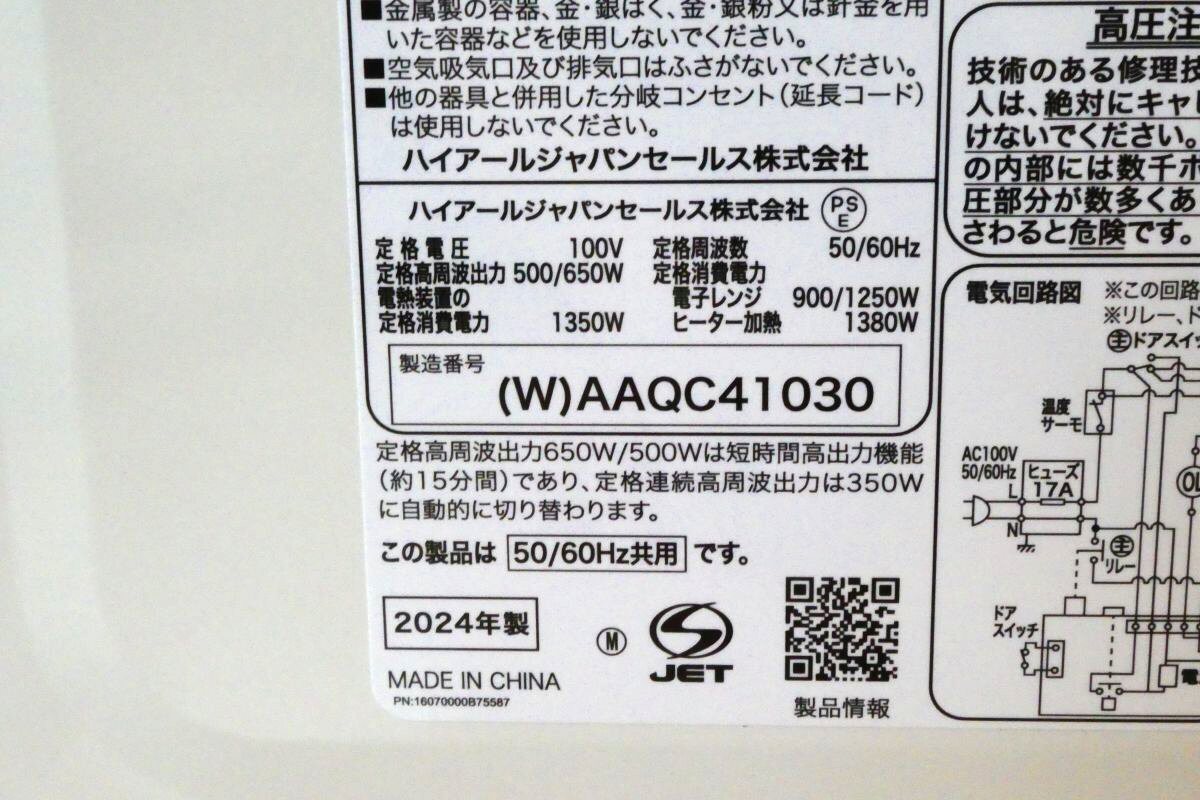 ■金属製の容器、金・銀はく、金・銀粉又は針金を用
いた容器などを使用しないでください。
■空気吸気口及び排気口はふさがないでください。
■他の器具と併用した分岐コンセント(延長コード)
は使用しないでください。
ハイアールジャパンセールス株式会社
ハイアールジャパンセールス株式会社 PS E
定格電圧 100V 定格周波数 50/60Hz
定格高周波出力 500/650W 定格消費電力
電熱装置の 電子レンジ 900/1250W
定格消費電力 1350W ヒーター加熱 1380W
製造番号
(W)AAQC41030
定格高周波出力650W/500Wは短時間高出力機能
(約15分間)であり、定格連続高周波出力は350W
に自動的に切り替わります。
この製品は 50/60Hz共用 です。
2024年製
M
JET
MADE IN CHINA
PN:16070000B75587
製品情報
高圧注
技術のある修理技
人は、絶対にキャ
けないでください。
の内部には数千ボ
圧部分が数多くあ
さわると危険です。
電気回路図 ※この回路
※リレー、ド
主ドアスイッ
温度
サーモ
AC100V
50/60Hz
ヒューズ
17A
L
N
OL
主
リレー
ドア
スイッチ
電